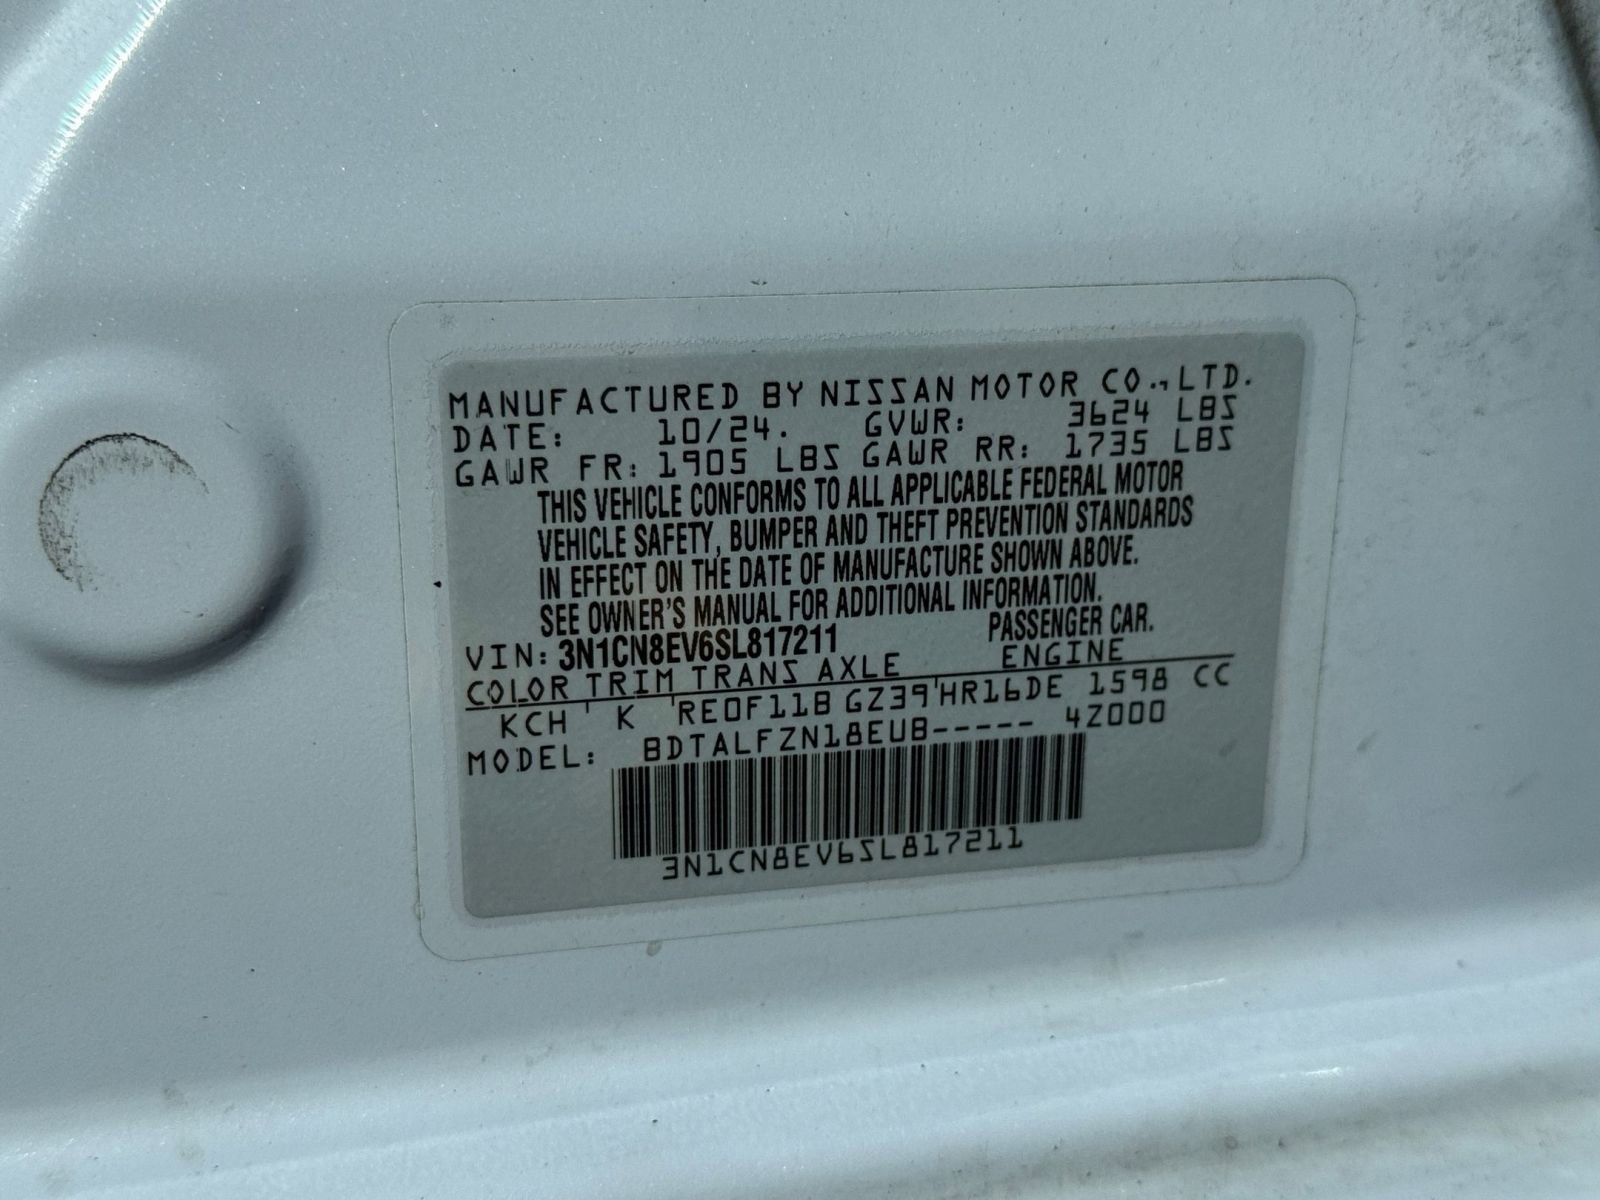 MANUFACTURED BY NISSAN MOTOR CO., LTD.
DATE: 10/24. GVWR: 3624 LBS
GAWR FR: 1905 LBS GAWR RR: 1735 LBS
THIS VEHICLE CONFORMS TO ALL APPLICABLE FEDERAL MOTOR
VEHICLE SAFETY, BUMPER AND THEFT PREVENTION STANDARDS
IN EFFECT ON THE DATE OF MANUFACTURE SHOWN ABOVE.
SEE OWNER'S MANUAL FOR ADDITIONAL INFORMATION.
VIN: 3N1CN8EV6SL817211 PASSENGER CAR.
COLOR TRIM TRANS AXLE ENGINE
KCH K RE0F11B GZ39 HR16DE 1598 CC
MODEL: BDTALFZN18EUB----- 4Z000
3N1CN8EV6SL817211